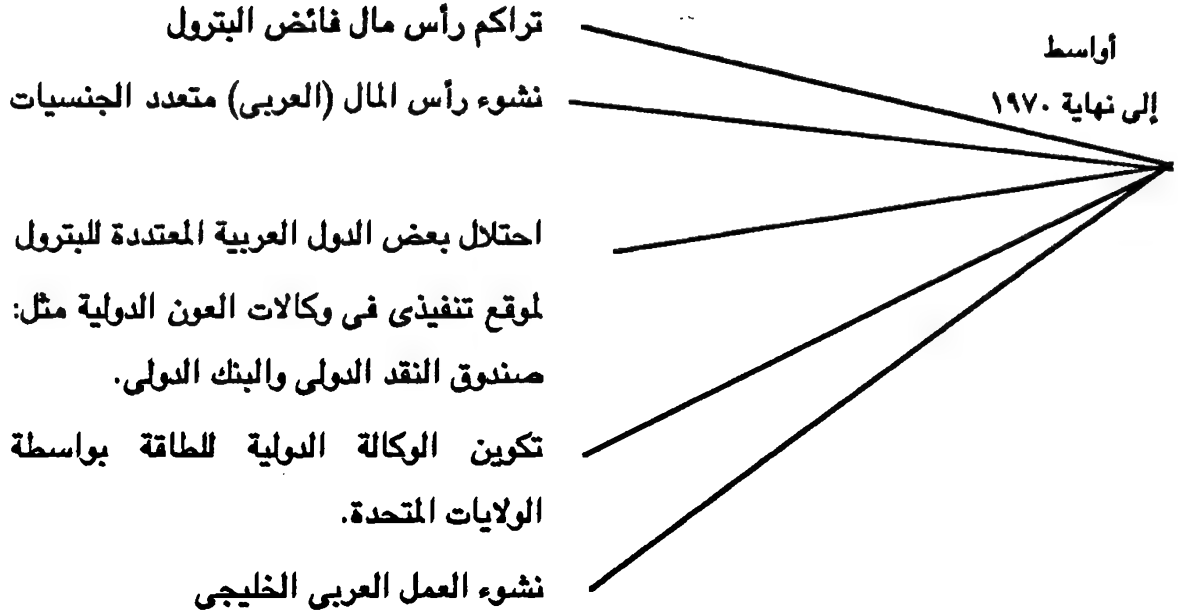 أواسط
إلى نهاية ١٩٧٠
تراكم رأس مال فائض البترول
نشوء رأس المال (العربى) متعدد الجنسيات
احتلال بعض الدول العربية المعتددة للبترول
لموقع تنفيذى فى وكالات العون الدولية مثل:
صندوق النقد الدولى والبنك الدولى.
تكوين الوكالة الدولية للطاقة بواسطة
الولايات المتحدة.
نشوء العمل العربى الخليجى